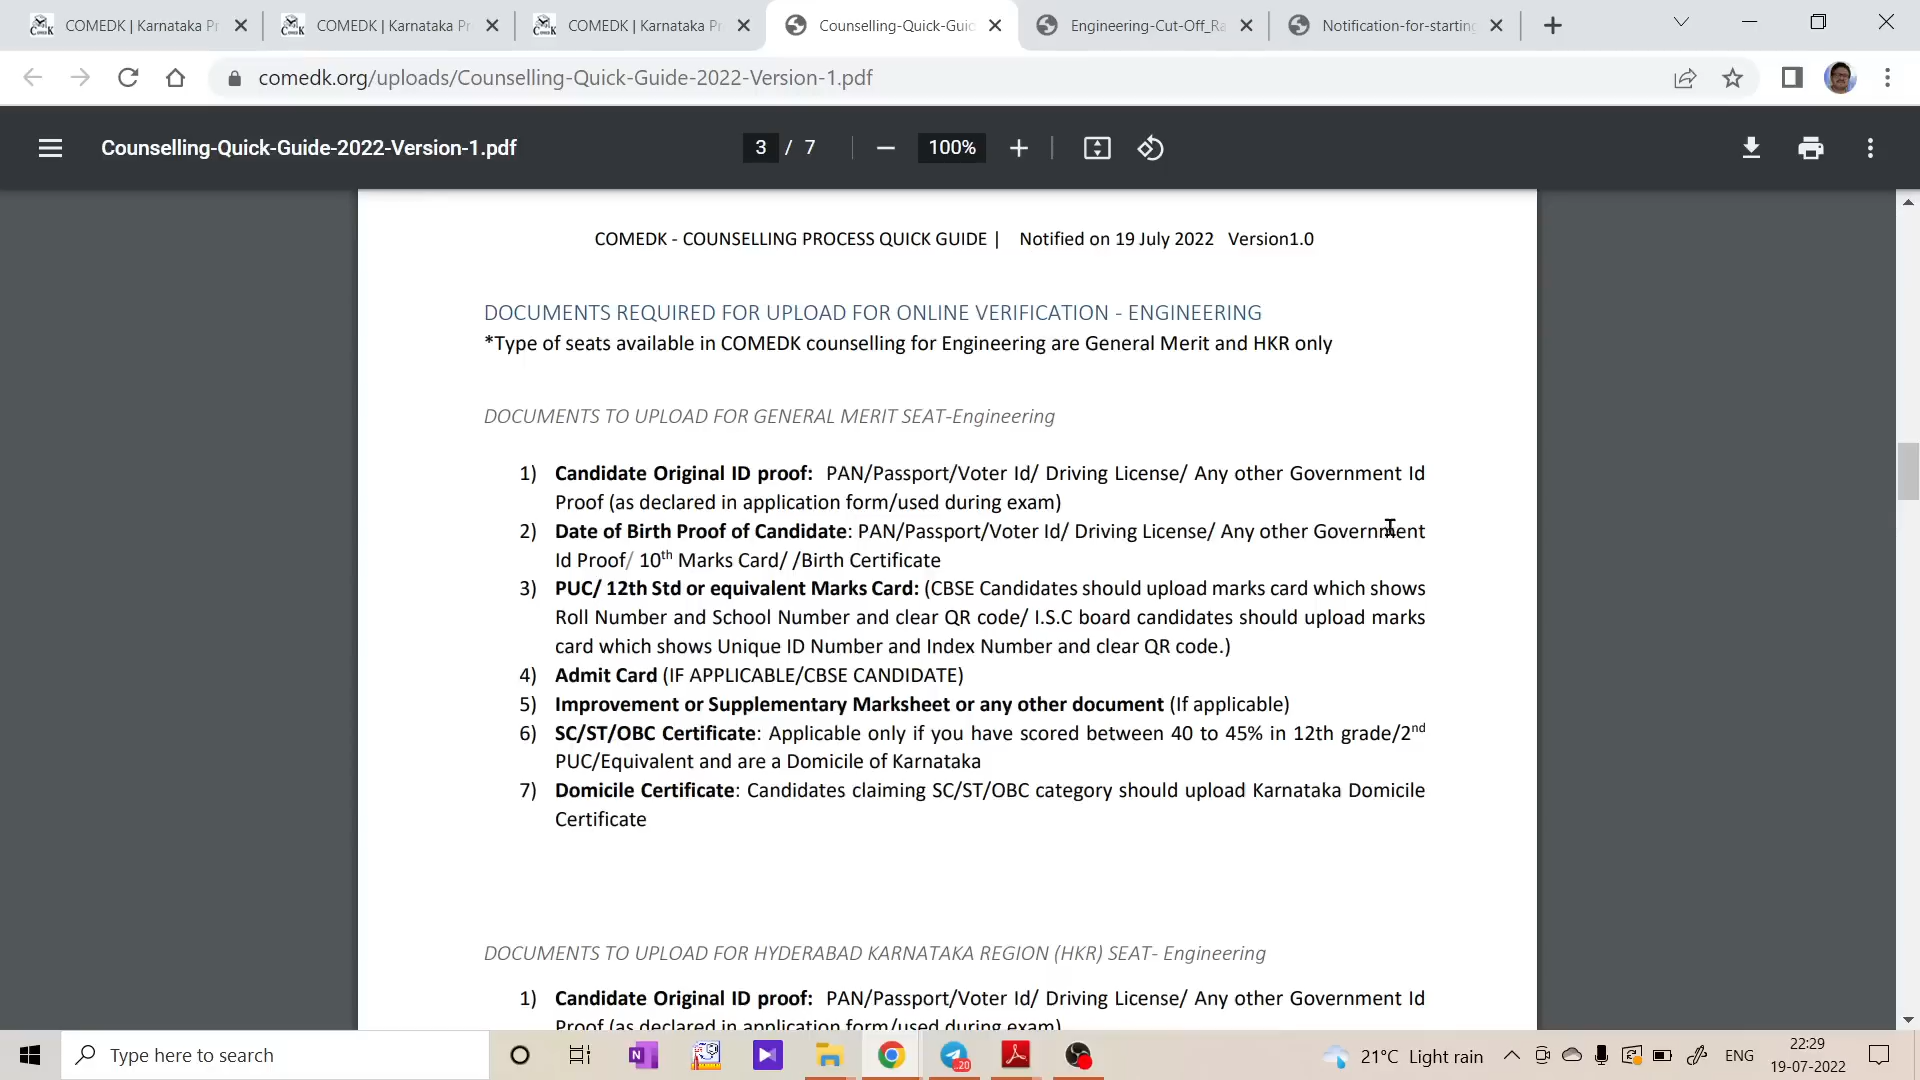 COMEDK | Karnataka Pr
COMEDK | Karnataka Pr
COMEDK | Karnataka Pr
Counselling-Quick-Guid
Engineering-Cut-Off_Ra
Notification-for-starting
comedk.org/uploads/Counselling-Quick-Guide-2022-Version-1.pdf
Counselling-Quick-Guide-2022-Version-1.pdf
3 / 7
100%
COMEDK - COUNSELLING PROCESS QUICK GUIDE | Notified on 19 July 2022 Version1.0
DOCUMENTS REQUIRED FOR UPLOAD FOR ONLINE VERIFICATION - ENGINEERING
*Type of seats available in COMEDK counselling for Engineering are General Merit and HKR only
DOCUMENTS TO UPLOAD FOR GENERAL MERIT SEAT-Engineering
1) Candidate Original ID proof: PAN/Passport/Voter Id/ Driving License/ Any other Government Id
Proof (as declared in application form/used during exam)
2) Date of Birth Proof of Candidate: PAN/Passport/Voter Id/ Driving License/ Any other Government
Id Proof/ 10th Marks Card/ /Birth Certificate
3) PUC/ 12th Std or equivalent Marks Card: (CBSE Candidates should upload marks card which shows
Roll Number and School Number and clear QR code/ I.S.C board candidates should upload marks
card which shows Unique ID Number and Index Number and clear QR code.)
4) Admit Card (IF APPLICABLE/CBSE CANDIDATE)
5) Improvement or Supplementary Marksheet or any other document (If applicable)
6) SC/ST/OBC Certificate: Applicable only if you have scored between 40 to 45% in 12th grade/2nd
PUC/Equivalent and are a Domicile of Karnataka
7) Domicile Certificate: Candidates claiming SC/ST/OBC category should upload Karnataka Domicile
Certificate
DOCUMENTS TO UPLOAD FOR HYDERABAD KARNATAKA REGION (HKR) SEAT- Engineering
1) Candidate Original ID proof: PAN/Passport/Voter Id/ Driving License/ Any other Government Id
Proof (as declared in application form/used during exam)
Type here to search
20
21°C Light rain
ENG
22:29
19-07-2022